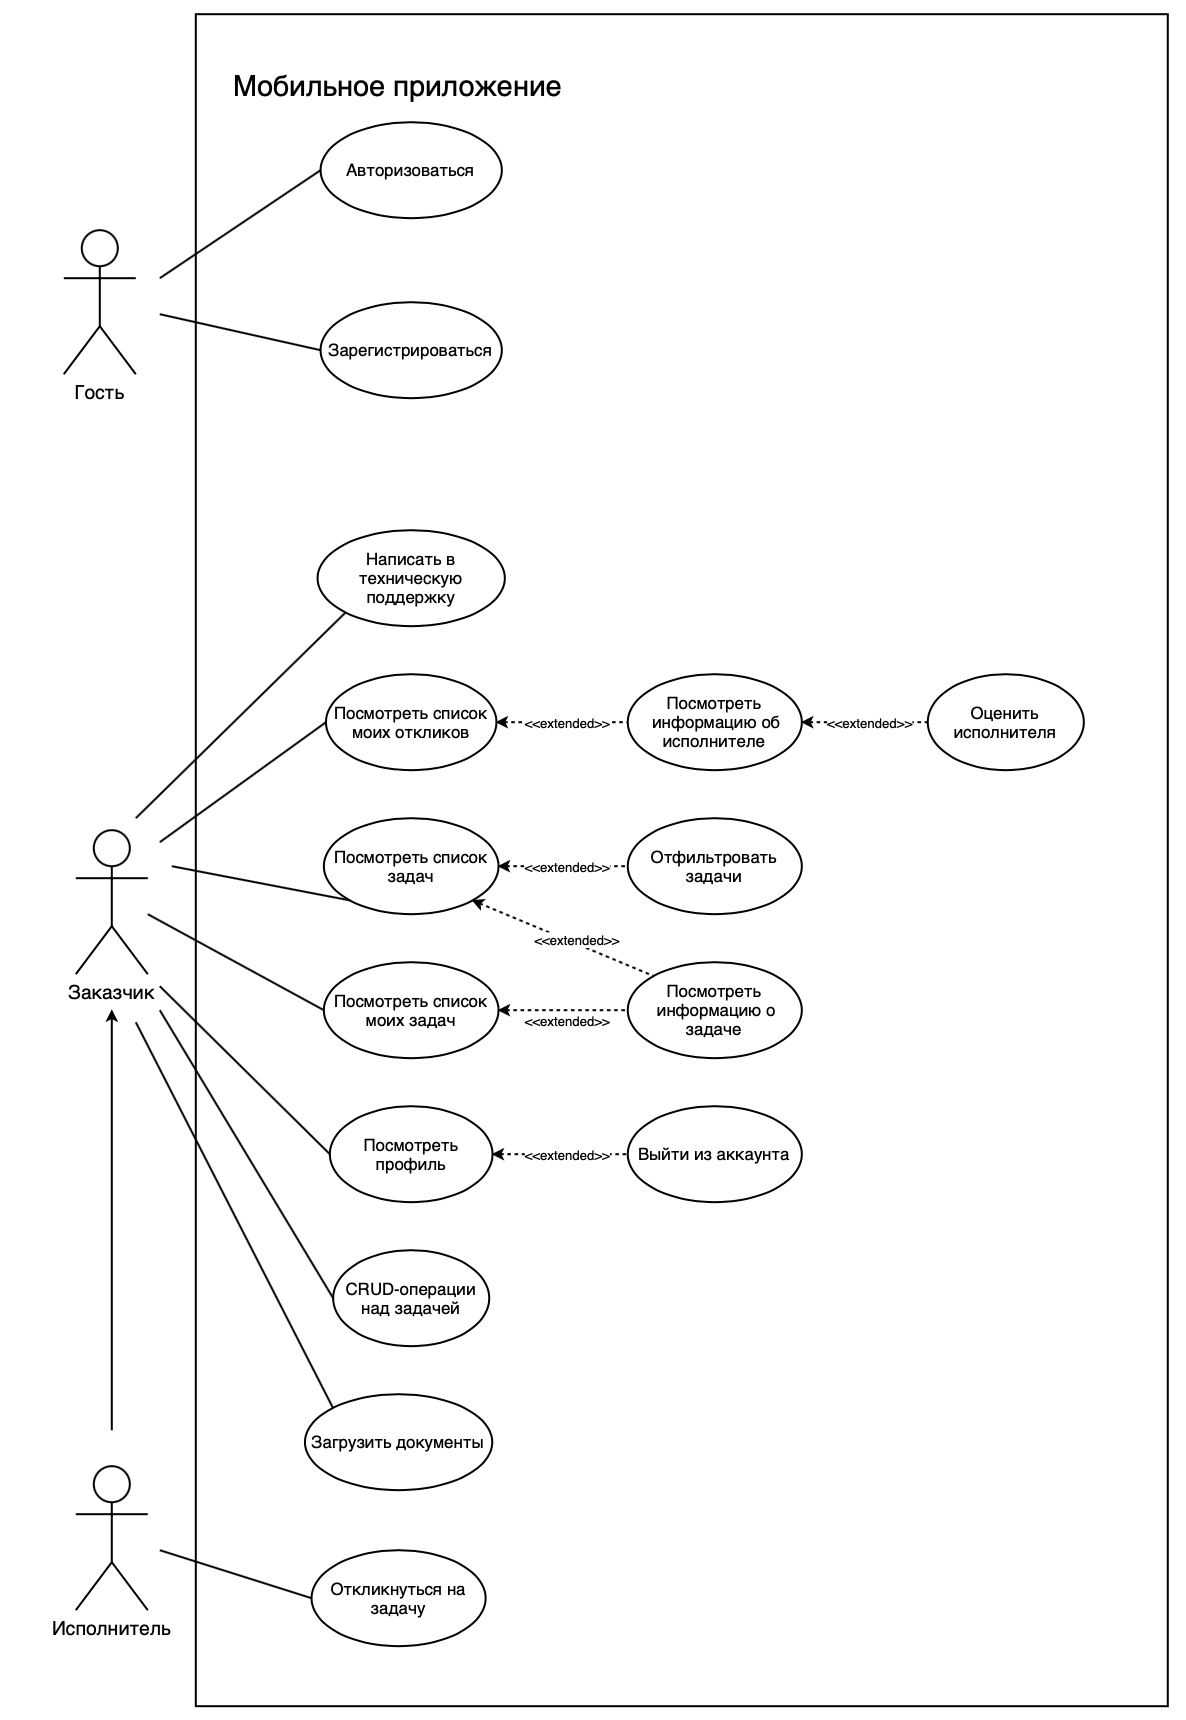 Мобильное приложение
Авторизоваться
Зарегистрироваться
Гость
Написать в
техническую
поддержку
Посмотреть список
моих откликов
<<extended>>
Посмотреть
информацию об
исполнителе
<<extended>>
Оценить
исполнителя
Посмотреть список
задач
<<extended>>
Отфильтровать
задачи
<<extended>>
Заказчик
Посмотреть список
моих задач
<<extended>>
Посмотреть
информацию о
задаче
Посмотреть
профиль
<<extended>>
Выйти из аккаунта
CRUD-операции
над задачей
Загрузить документы
Откликнуться на
задачу
Исполнитель